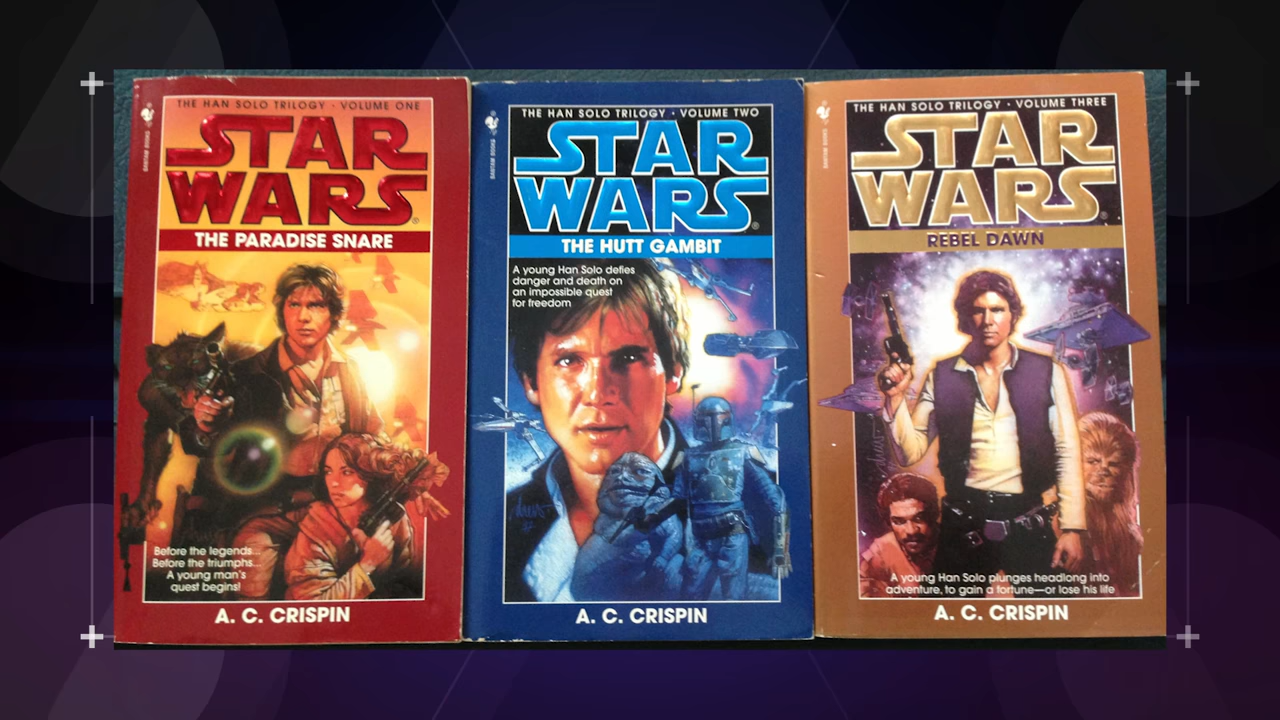 THE HAN SOLO TRILOGY · VOLUME ONE
STAR
WARS®
THE PARADISE SNARE
Before the legends...
Before the triumphs...
A young man's
quest begins!
A. C. CRISPIN
BANTAM BOOKS
THE HAN SOLO TRILOGY · VOLUME TWO
STAR
WARS®
THE HUTT GAMBIT
A young Han Solo defies
danger and death on
an impossible quest
for freedom
A. C. CRISPIN
THE HAN SOLO TRILOGY · VOLUME THREE
STAR
WARS®
REBEL DAWN
A young Han Solo plunges headlong into
adventure, to gain a fortune—or lose his life
A. C. CRISPIN